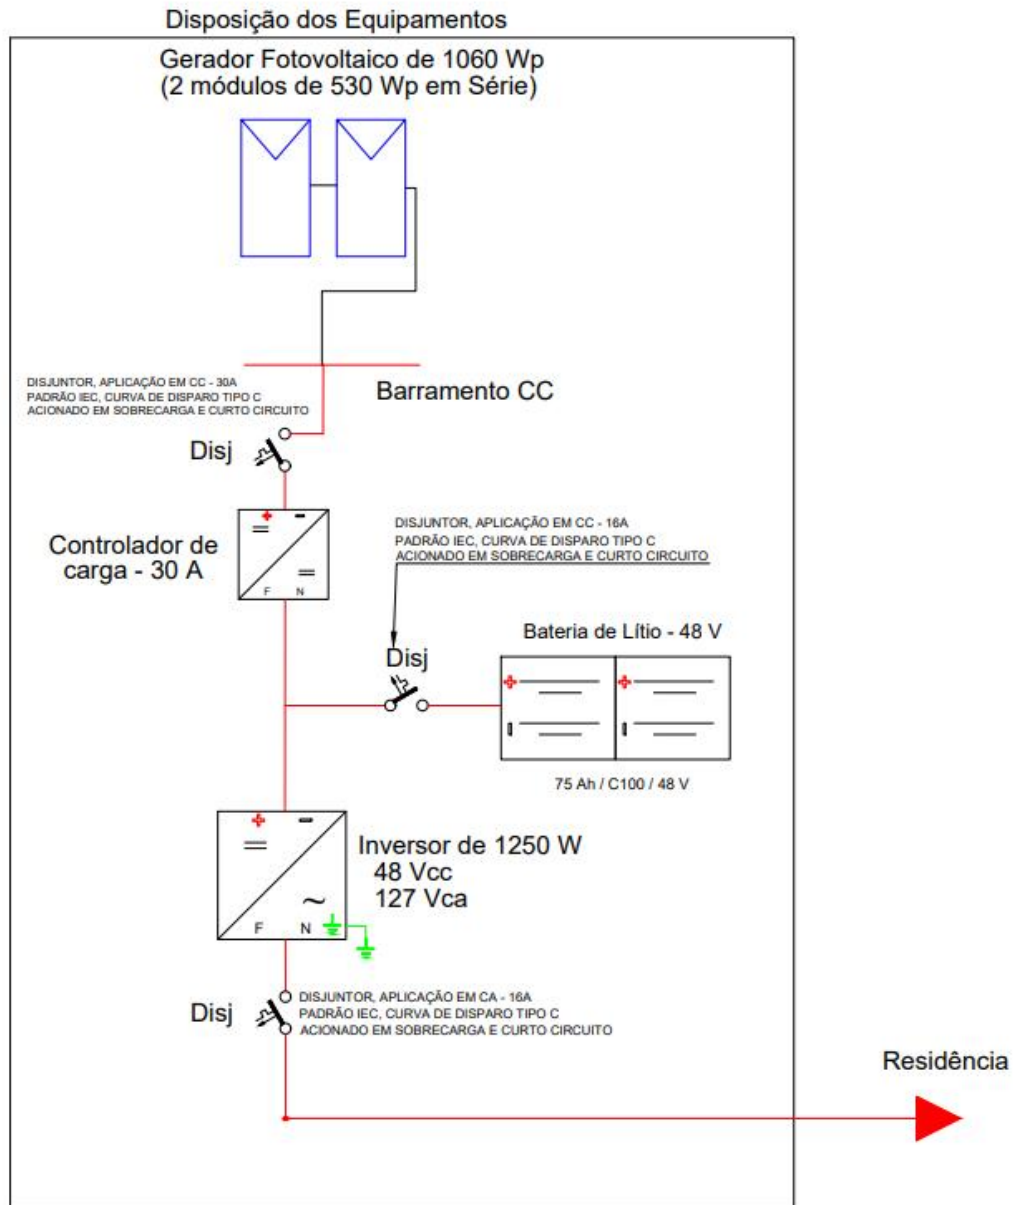 Disposição dos Equipamentos
Gerador Fotovoltaico de 1060 Wp
(2 módulos de 530 Wp em Série)
DISJUNTOR, APLICAÇÃO EM CC - 30A
PADRÃO IEC, CURVA DE DISPARO TIPO C
ACIONADO EM SOBRECARGA E CURTO CIRCUITO
Barramento CC
Disj
Controlador de
carga - 30 A
F N
DISJUNTOR, APLICAÇÃO EM CC - 16A
PADRÃO IEC, CURVA DE DISPARO TIPO C
ACIONADO EM SOBRECARGA E CURTO CIRCUITO
Disj
Bateria de Lítio - 48 V
75 Ah / C100 / 48 V
Inversor de 1250 W
48 Vcc
127 Vca
F N
Disj
DISJUNTOR, APLICAÇÃO EM CA - 16A
PADRÃO IEC, CURVA DE DISPARO TIPO C
ACIONADO EM SOBRECARGA E CURTO CIRCUITO
Residência